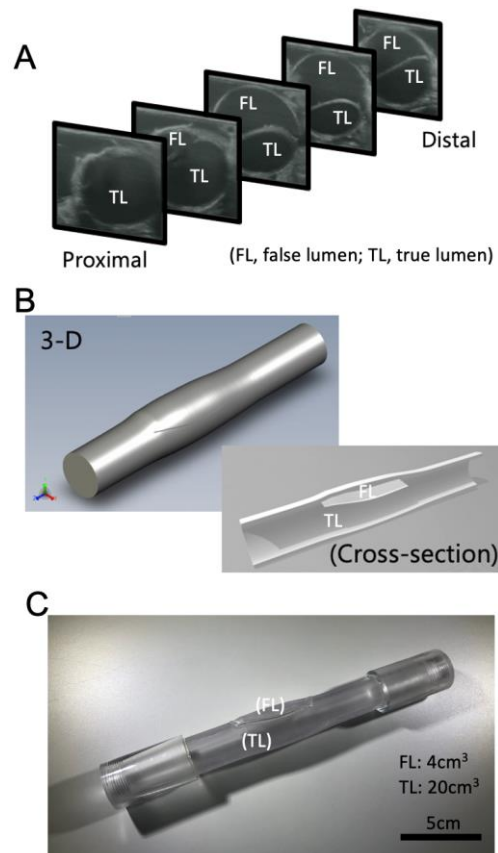 A
TL
FL
TL
FL
TL
FL
TL
FL
TL
Proximal
Distal
(FL, false lumen; TL, true lumen)
B
3-D
FL
TL
(Cross-section)
C
(FL)
(TL)
FL: 4cm³
TL: 20cm³
5cm